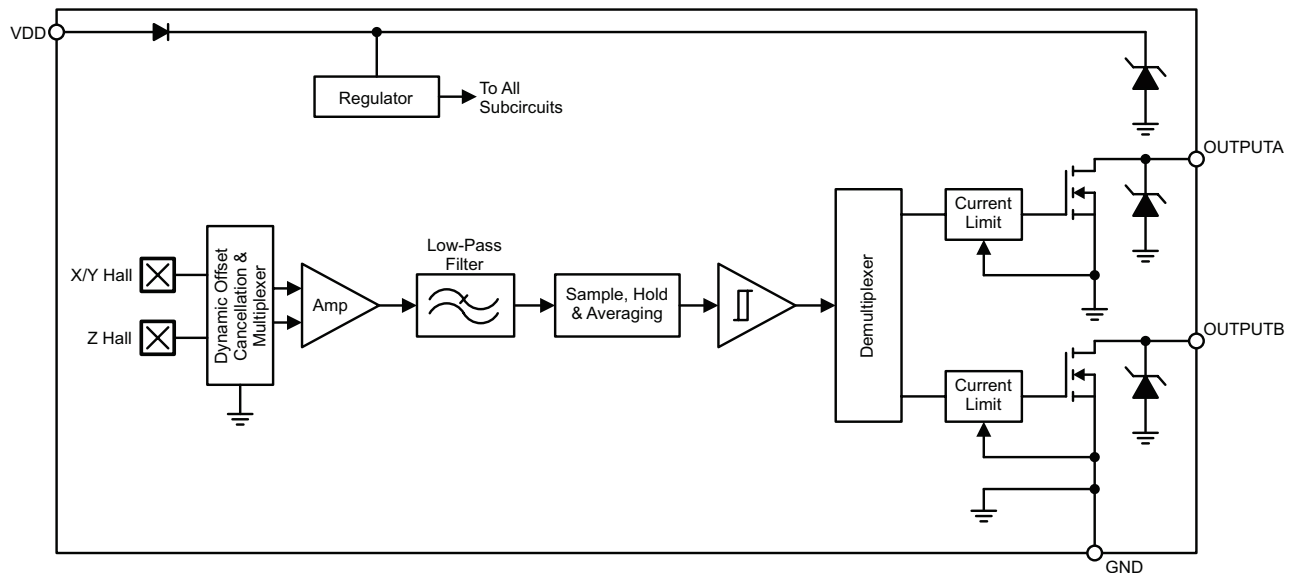 VDD
Regulator
To All
Subcircuits
OUTPUTA
Current
Limit
X/Y Hall
Z Hall
Dynamic Offset
Cancellation &
Multiplexer
Amp
Low-Pass
Filter
Sample, Hold
& Averaging
Demultiplexer
OUTPUTB
Current
Limit
GND